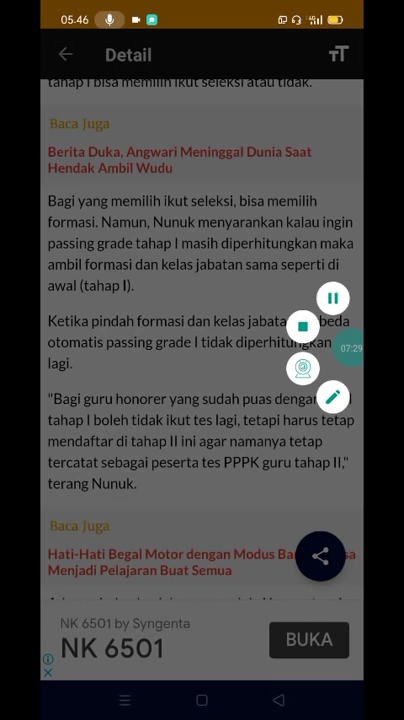 05.46
Detail
tahap I bisa memilih ikut seleksi atau tidak.
Baca Juga
Berita Duka, Angwari Meninggal Dunia Saat
Hendak Ambil Wudu
Bagi yang memilih ikut seleksi, bisa memilih
formasi. Namun, Nunuk menyarankan kalau ingin
passing grade tahap I masih diperhitungkan maka
ambil formasi dan kelas jabatan sama seperti di
awal (tahap I).
Ketika pindah formasi dan kelas jabata beda
otomatis passing grade I tidak diperhitungkan
07:29
lagi.
"Bagi guru honorer yang sudah puas dengan
tahap I boleh tidak ikut tes lagi, tetapi harus tetap
mendaftar di tahap II ini agar namanya tetap
tercatat sebagai peserta tes PPPK guru tahap II,"
terang Nunuk.
Baca Juga
Hati-Hati Begal Motor dengan Modus Ba
Menjadi Pelajaran Buat Semua
NK 6501 by Syngenta
NK 6501
BUKA